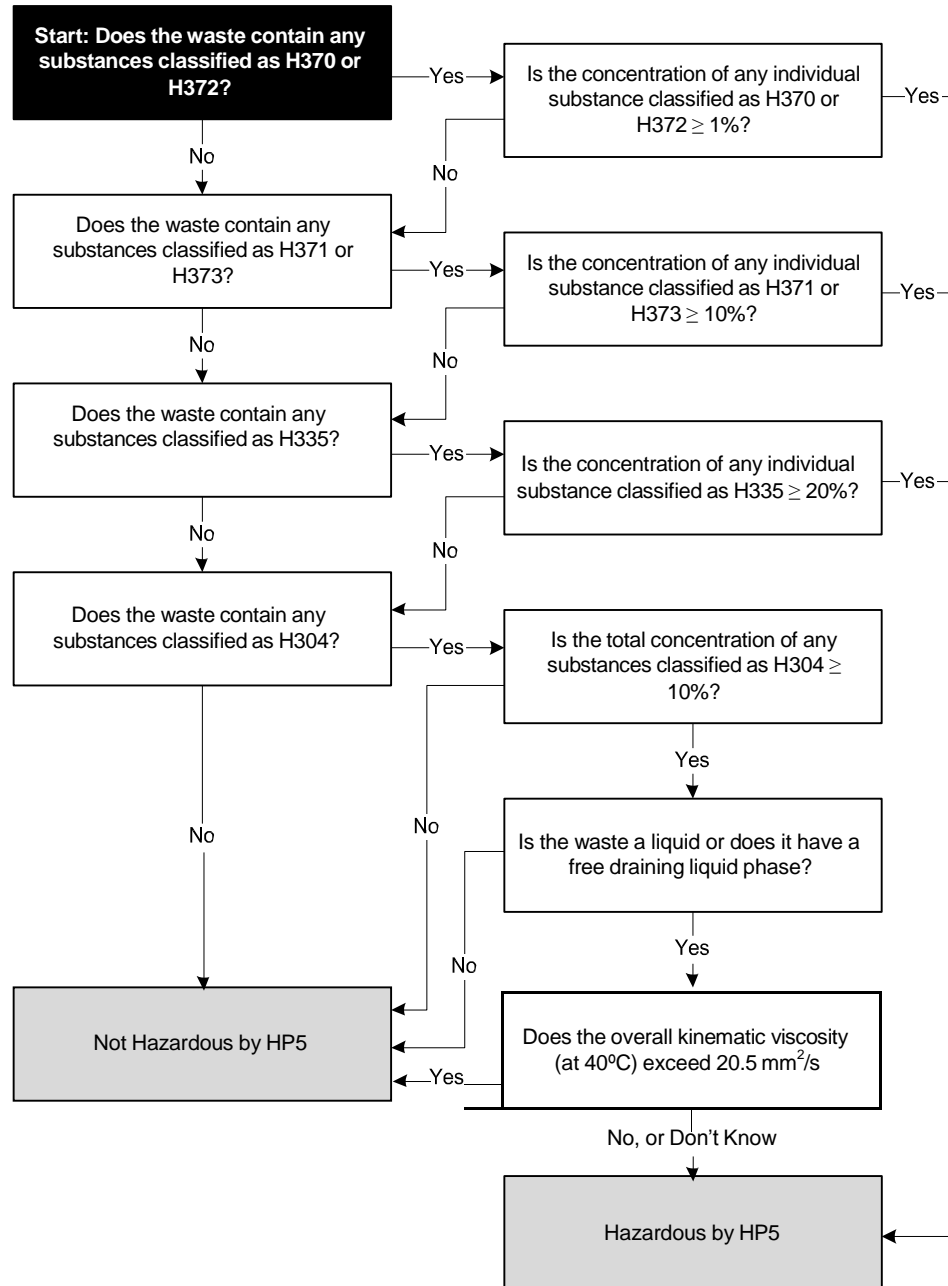 Start: Does the waste contain any
substances classified as H370 or
H372?
Yes
Is the concentration of any individual
substance classified as H370 or
H372 ≥ 1%?
Yes
No
No
Does the waste contain any
substances classified as H371 or
H373?
Yes
Is the concentration of any individual
substance classified as H371 or
H373 ≥ 10%?
Yes
No
No
Does the waste contain any
substances classified as H335?
Yes
Is the concentration of any individual
substance classified as H335 ≥ 20%?
Yes
No
No
Does the waste contain any
substances classified as H304?
Yes
Is the total concentration of any
substances classified as H304 ≥
10%?
Yes
No
No
Is the waste a liquid or does it have a
free draining liquid phase?
Yes
No
Not Hazardous by HP5
Does the overall kinematic viscosity
(at 40ºC) exceed 20.5 mm²/s
Yes
No, or Don't Know
Hazardous by HP5